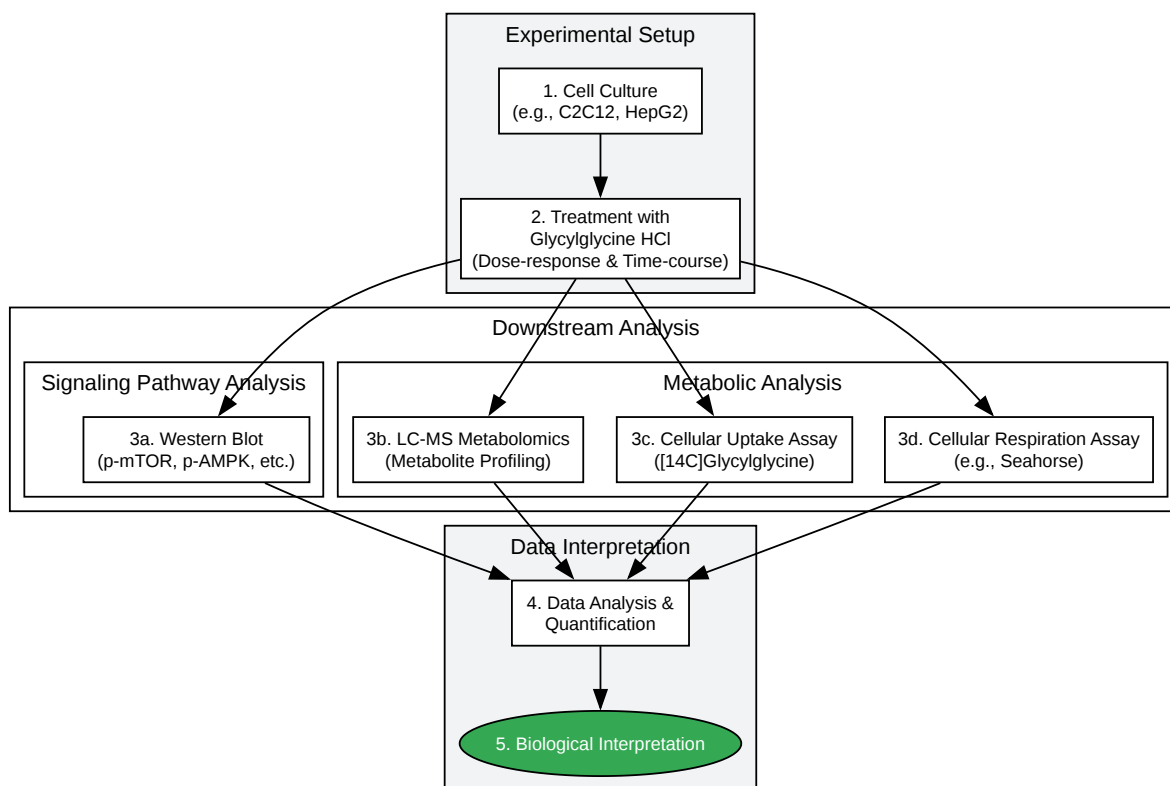 Experimental Setup
1. Cell Culture
(e.g., C2C12, HepG2)
2. Treatment with
Glycylglycine HCl
(Dose-response & Time-course)
Downstream Analysis
Signaling Pathway Analysis
Metabolic Analysis
3a. Western Blot
(p-mTOR, p-AMPK, etc.)
3b. LC-MS Metabolomics
(Metabolite Profiling)
3c. Cellular Uptake Assay
([14C]Glycylglycine)
3d. Cellular Respiration Assay
(e.g., Seahorse)
Data Interpretation
4. Data Analysis &
Quantification
5. Biological Interpretation